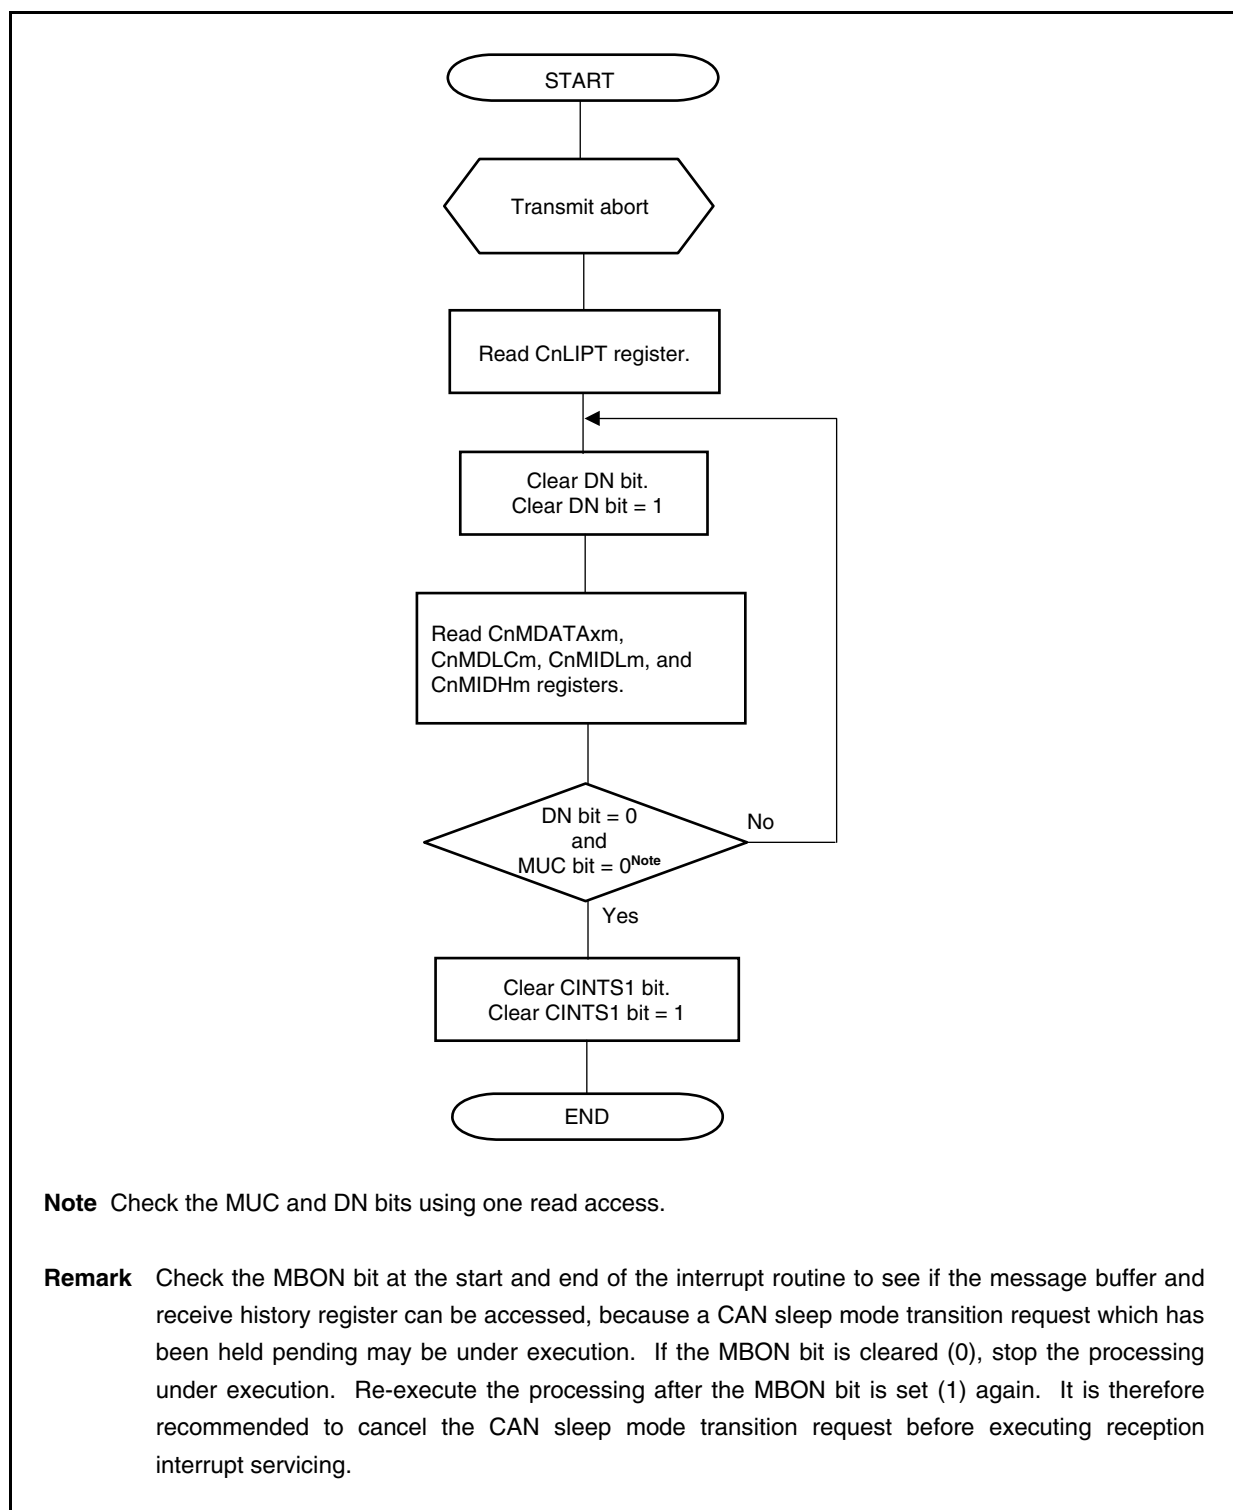 START
Transmit abort
Read CnLIPT register.
Clear DN bit.
Clear DN bit = 1
Read CnMDATAxm,
CnMDLCm, CnMIDLm, and
CnMIDHm registers.
DN bit = 0
and
MUC bit = 0Note
No
Yes
Clear CINTS1 bit.
Clear CINTS1 bit = 1
END
Note Check the MUC and DN bits using one read access.
Remark Check the MBON bit at the start and end of the interrupt routine to see if the message buffer and
receive history register can be accessed, because a CAN sleep mode transition request which has
been held pending may be under execution. If the MBON bit is cleared (0), stop the processing
under execution. Re-execute the processing after the MBON bit is set (1) again. It is therefore
recommended to cancel the CAN sleep mode transition request before executing reception
interrupt servicing.